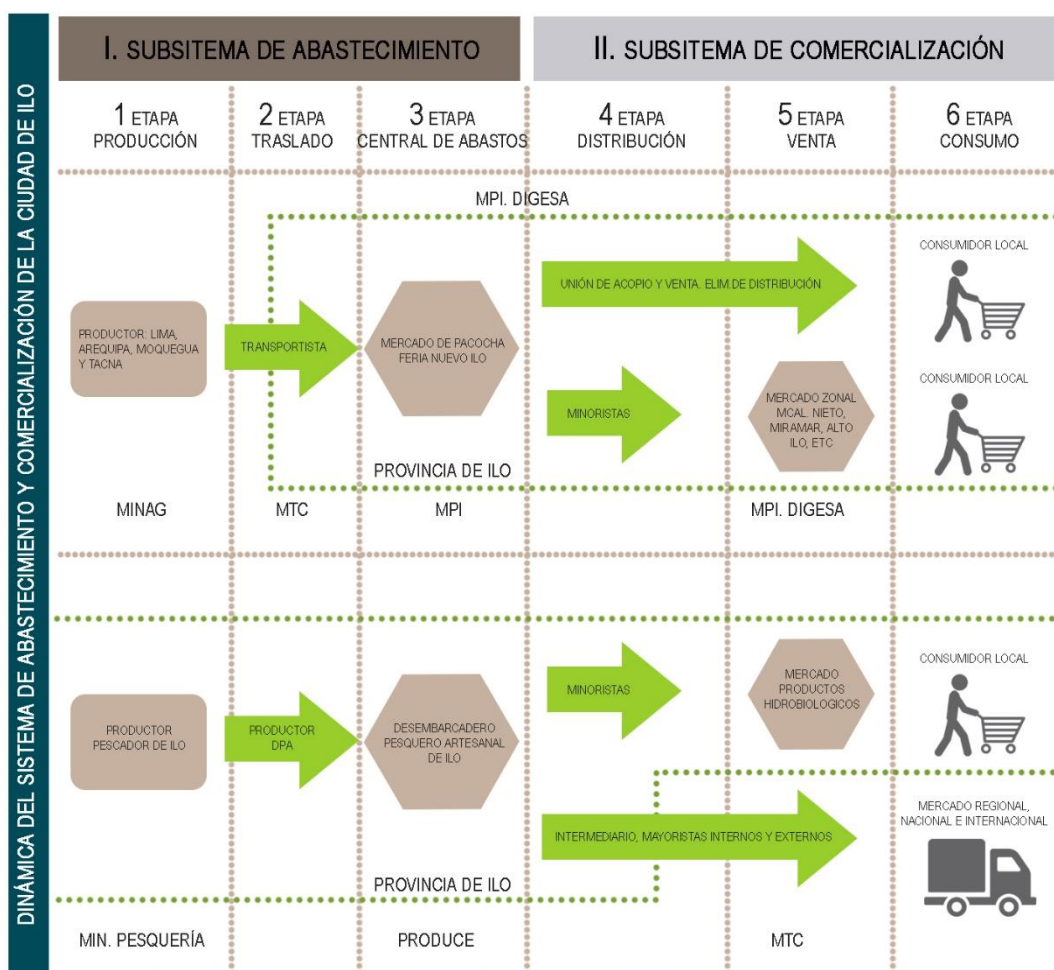 DINÁMICA DEL SISTEMA DE ABASTECIMIENTO Y COMERCIALIZACIÓN DE LA CIUDAD DE ILO
I. SUBSITEMA DE ABASTECIMIENTO
II. SUBSITEMA DE COMERCIALIZACIÓN
1 ETAPA
PRODUCCIÓN
2 ETAPA
TRASLADO
3 ETAPA
CENTRAL DE ABASTOS
4 ETAPA
DISTRIBUCIÓN
5 ETAPA
VENTA
6 ETAPA
CONSUMO
MPI. DIGESA
PRODUCTOR: LIMA,
AREQUIPA, MOQUEGUA
Y TACNA
TRANSPORTISTA
MERCADO DE PACOCHA
FERIA NUEVO ILO
UNIÓN DE ACOPIO Y VENTA. ELIM.DE DISTRIBUCIÓN
CONSUMIDOR LOCAL
MINORISTAS
MERCADO ZONAL
MCAL. NIETO,
MIRAMAR, ALTO
ILO, ETC
CONSUMIDOR LOCAL
PROVINCIA DE ILO
MINAG
MTC
MPI
MPI. DIGESA
PRODUCTOR
PESCADOR DE ILO
PRODUCTOR
DPA
DESEMBARCADERO
PESQUERO ARTESANAL
DE ILO
MINORISTAS
MERCADO
PRODUCTOS
HIDROBIOLOGICOS
CONSUMIDOR LOCAL
INTERMEDIARIO, MAYORISTAS INTERNOS Y EXTERNOS
MERCADO REGIONAL,
NACIONAL E INTERNACIONAL
PROVINCIA DE ILO
MIN. PESQUERÍA
PRODUCE
MTC